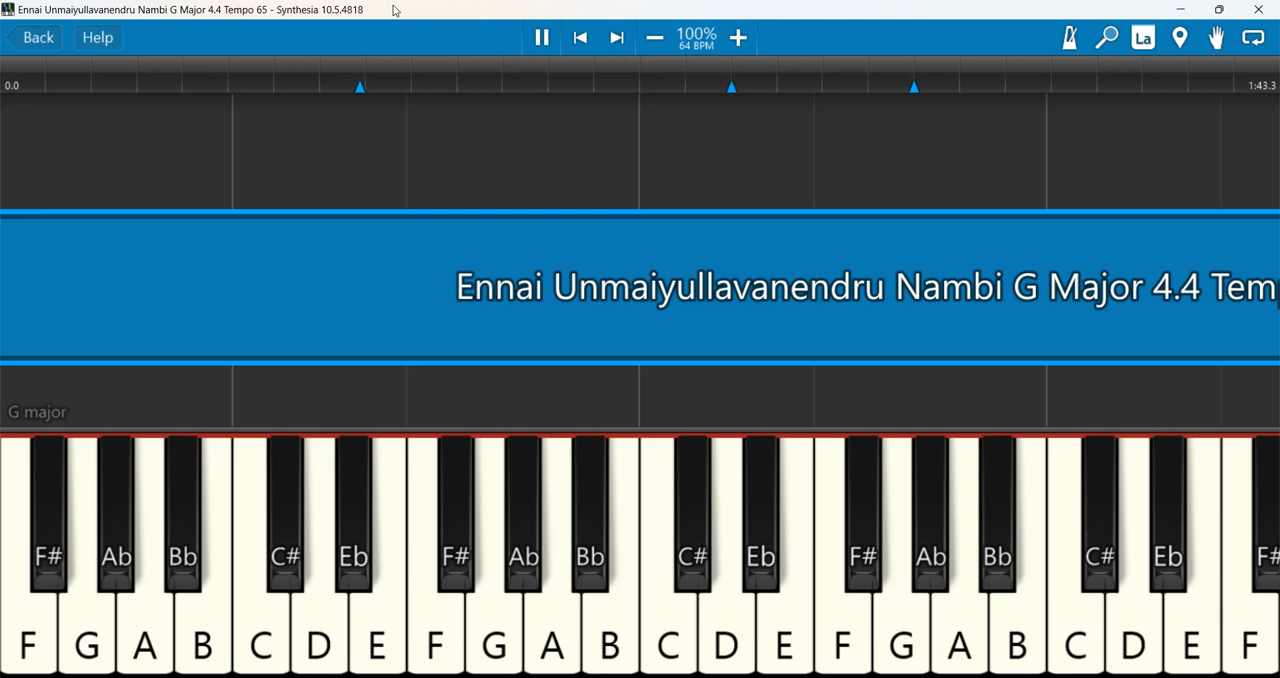 Ennai Unmaiyullavanendru Nambi G Major 4.4 Tempo 65 - Synthesia 10.5.4818
Back Help 100% La
64 BPM
0.0 1:43.3
Ennai Unmaiyullavanendru Nambi G Major 4.4 Tem
G major
F# Ab Bb C# Eb F# Ab Bb C# Eb F# Ab Bb C# Eb F#
F G A B C D E F G A B C D E F G A B C D E F